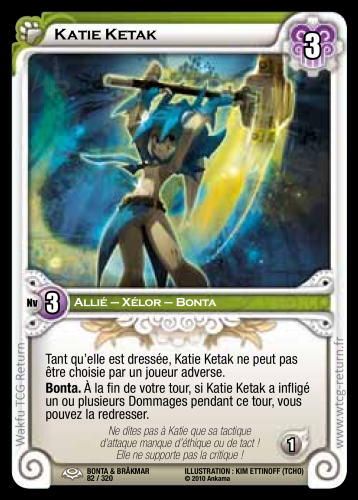 Katie Ketak
3
Nv 3
Allié – Xélor – Bonta
Tant qu'elle est dressée, Katie Ketak ne peut pas
être choisie par un joueur adverse.
Bonta. À la fin de votre tour, si Katie Ketak a infligé
un ou plusieurs Dommages pendant ce tour, vous
pouvez la redresser.
Ne dites pas à Katie que sa tactique
d'attaque manque d'éthique ou de tact !
Elle ne supporte pas la critique !
1
BONTA & BRÂKMAR
82 / 320
ILLUSTRATION : KIM ETTINOFF (TCHO)
© 2010 Ankama
Wakfu TCG Return
www.wtcg-return.fr